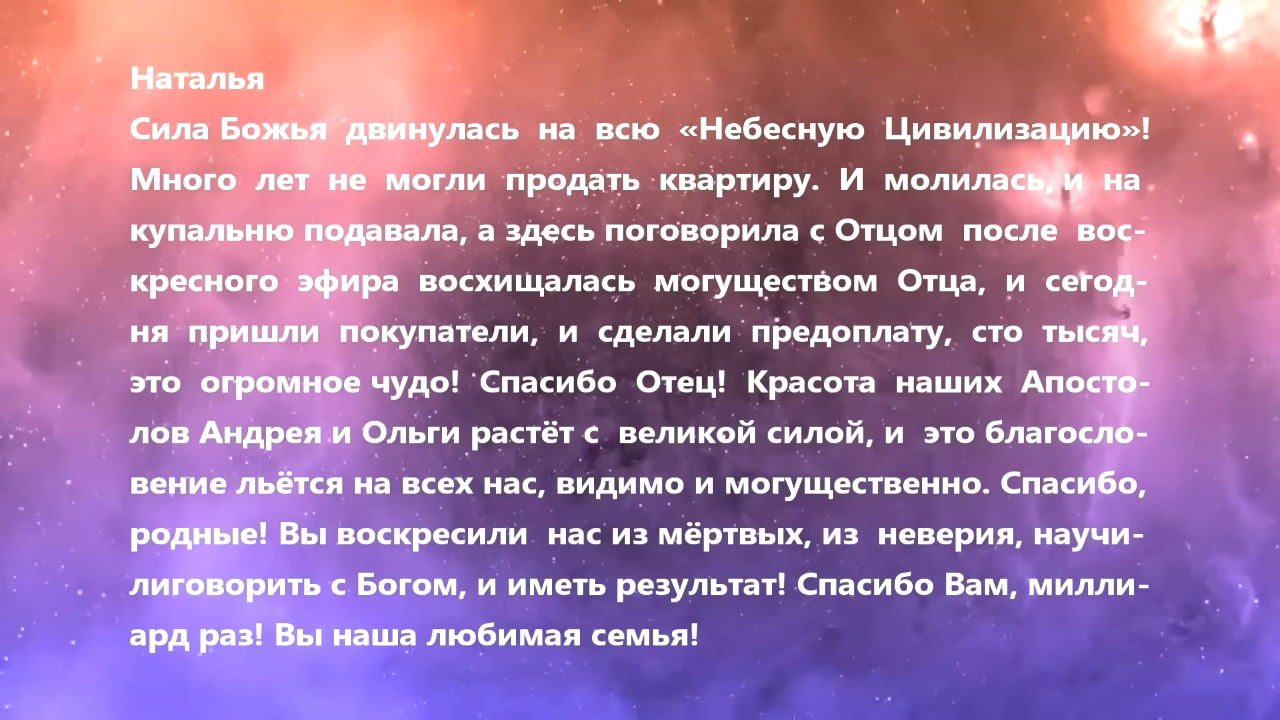 Наталья
Сила Божья двинулась на всю «Небесную Цивилизацию»!
Много лет не могли продать квартиру. И молилась, и на
купальню подавала, а здесь поговорила с Отцом после вос-
кресного эфира восхищалась могуществом Отца, и сегод-
ня пришли покупатели, и сделали предоплату, сто тысяч,
это огромное чудо! Спасибо Отец! Красота наших Апосто-
лов Андрея и Ольги растёт с великой силой, и это благосло-
вение льётся на всех нас, видимо и могущественно. Спасибо,
родные! Вы воскресили нас из мёртвых, из неверия, научи-
лиговорить с Богом, и иметь результат! Спасибо Вам, милли-
ард раз! Вы наша любимая семья!